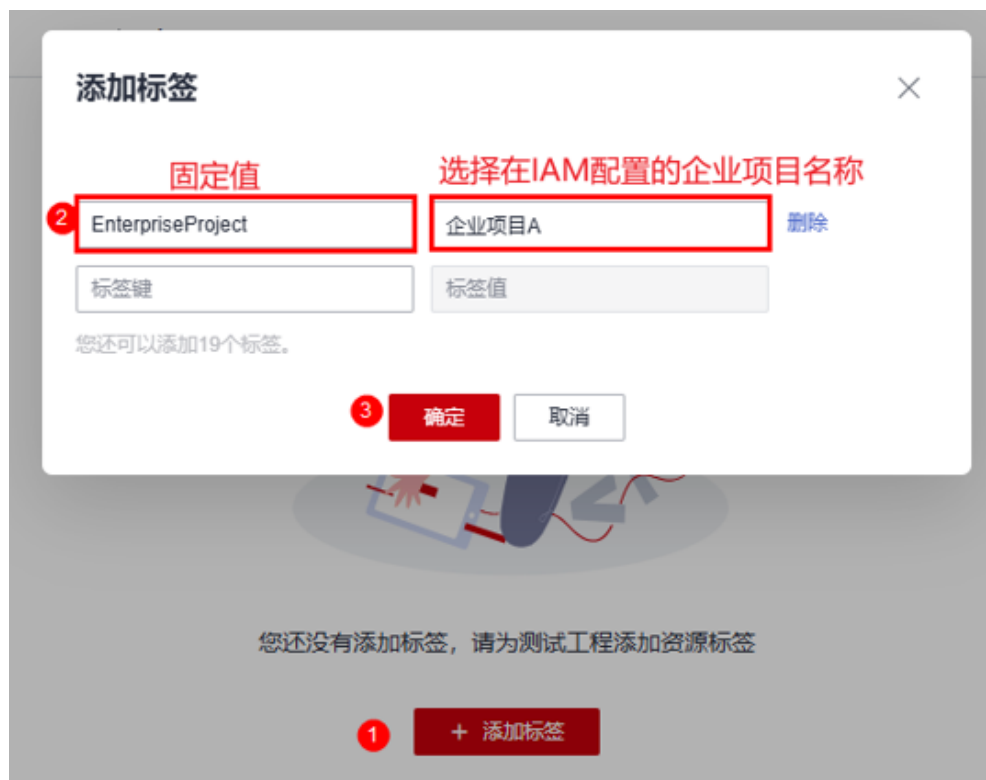 添加标签
固定值 选择在IAM配置的企业项目名称
2 EnterpriseProject 企业项目A 删除
标签键 标签值
您还可以添加19个标签。
3 确定 取消
您还没有添加标签，请为测试工程添加资源标签
1 + 添加标签